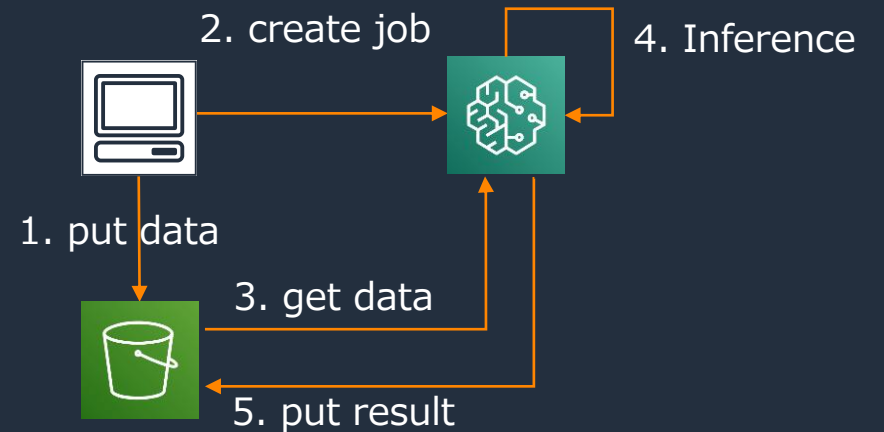 2. create job
4. Inference
1. put data
3. get data
5. put result